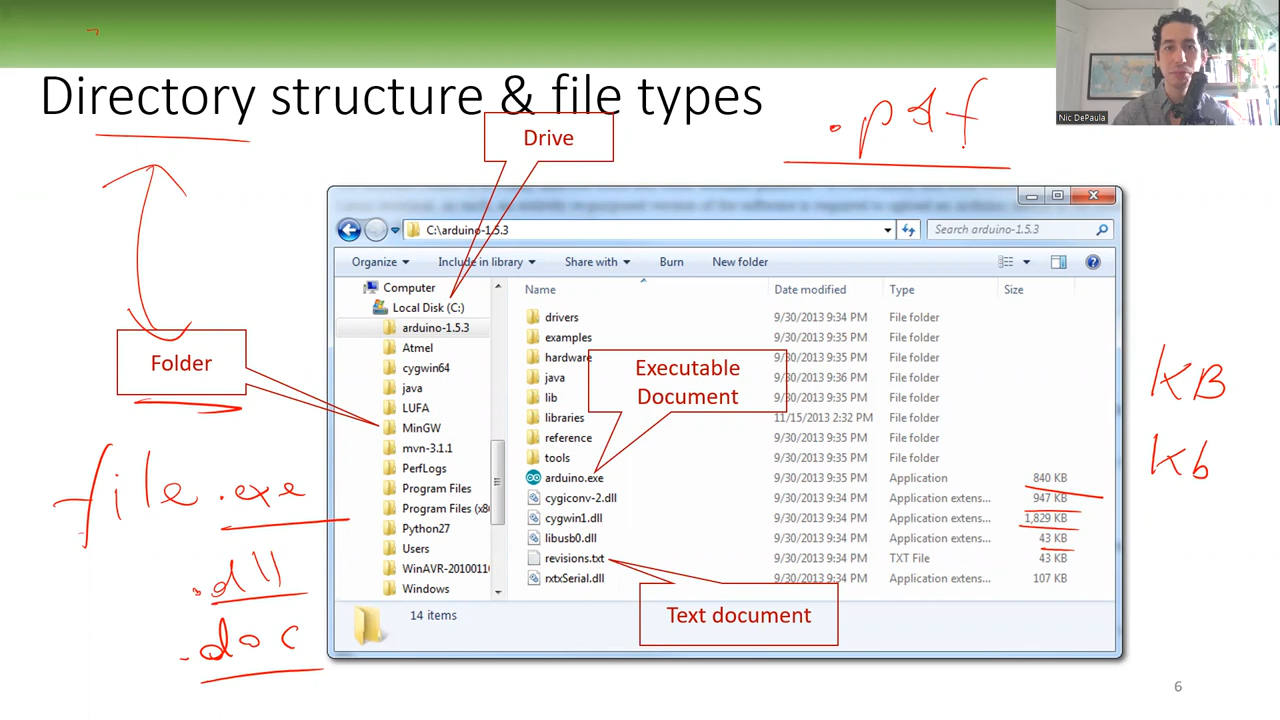 Directory structure & file types
.pdf
Nic DePaula
Drive
C:\arduino-1.5.3
Search arduino-1.5.3
Organize
Include in library
Share with
Burn
New folder
Computer
Local Disk (C:)
arduino-1.5.3
Atmel
cygwin64
java
LUFA
MinGW
mvn-3.1.1
PerfLogs
Program Files
Program Files (x8
Python27
Users
WinAVR-20100110
Windows
Name Date modified Type Size
drivers 9/30/2013 9:34 PM File folder
examples 9/30/2013 9:35 PM File folder
hardware 9/30/2013 9:35 PM File folder
java 9/30/2013 9:36 PM File folder
lib 9/30/2013 9:35 PM File folder
libraries 11/15/2013 2:32 PM File folder
reference 9/30/2013 9:35 PM File folder
tools 9/30/2013 9:35 PM File folder
arduino.exe 9/30/2013 9:34 PM Application 840 KB
cygiconv-2.dll 9/30/2013 9:34 PM Application extens... 947 KB
cygwin1.dll 9/30/2013 9:34 PM Application extens... 1,829 KB
libusb0.dll 9/30/2013 9:34 PM Application extens... 43 KB
revisions.txt 9/30/2013 9:34 PM TXT File 43 KB
rxtxSerial.dll 9/30/2013 9:34 PM Application extens... 107 KB
14 items
Folder
Executable
Document
Text document
file.exe
.dll
.doc
KB
Kb
6